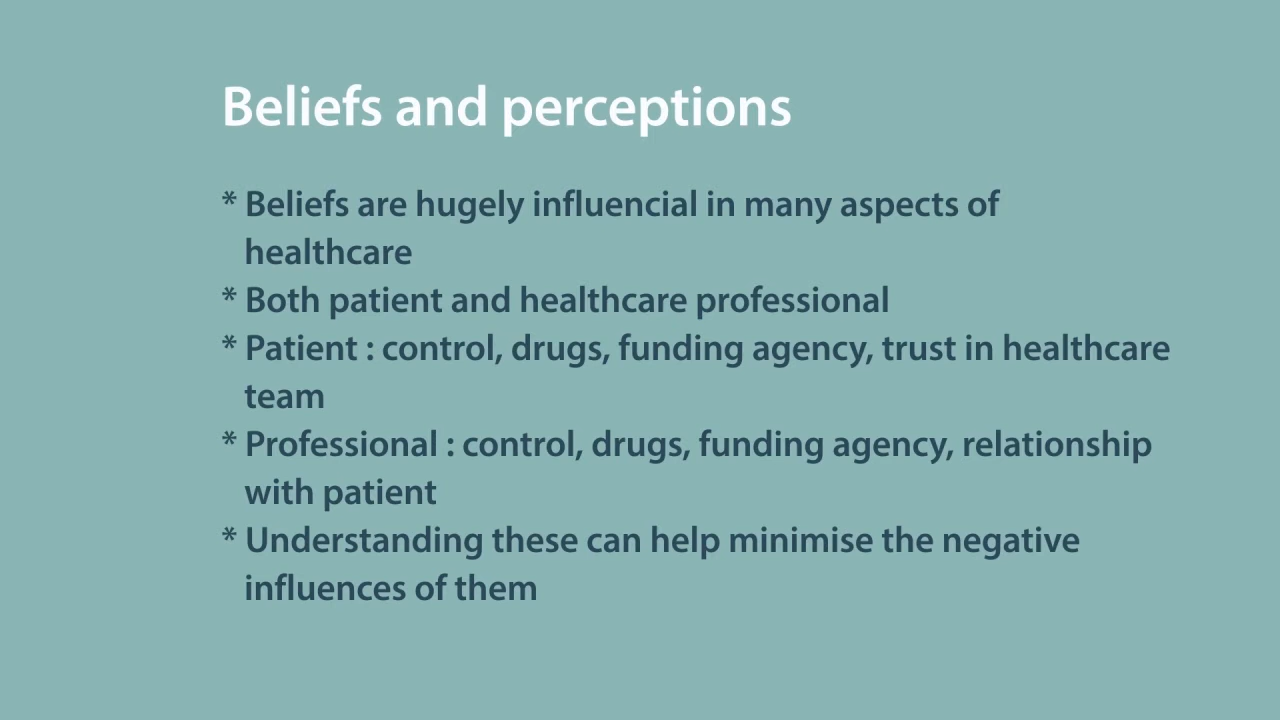 Beliefs and perceptions
* Beliefs are hugely influencial in many aspects of
healthcare
* Both patient and healthcare professional
* Patient : control, drugs, funding agency, trust in healthcare
team
* Professional : control, drugs, funding agency, relationship
with patient
* Understanding these can help minimise the negative
influences of them